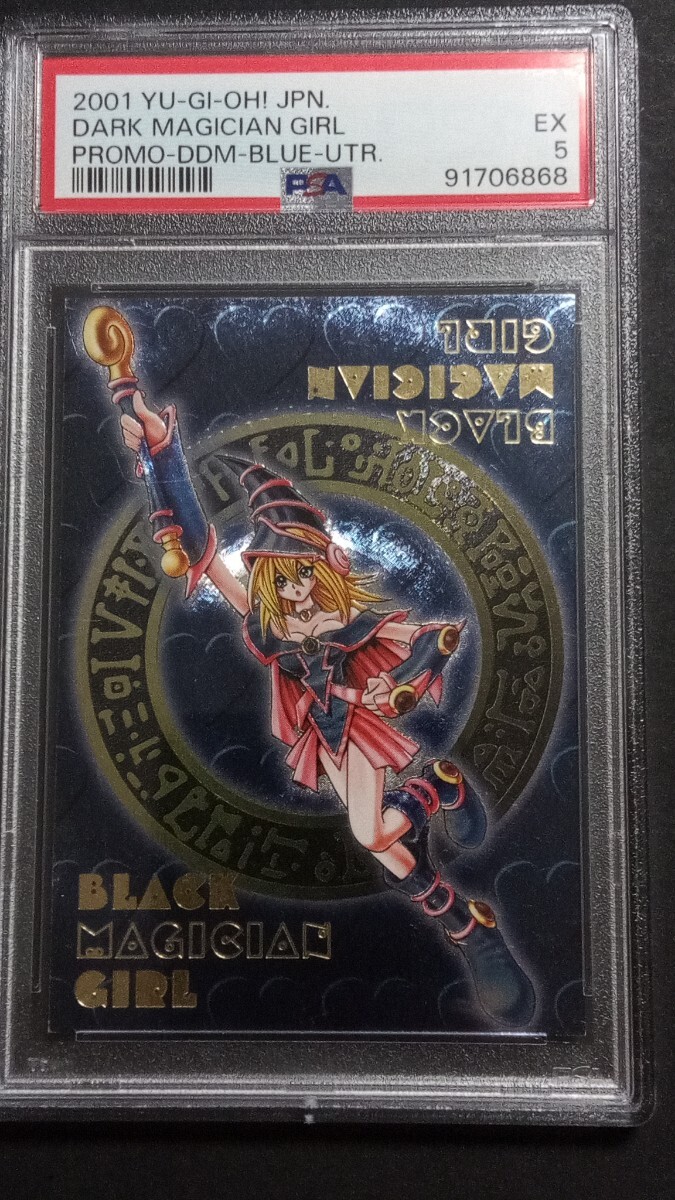 2001 YU-GI-OH! JPN.
DARK MAGICIAN GIRL
EX
PROMO-DDM-BLUE-UTR.
5
PSA
91706868
BLACK
MAGICIAN
GIRL
BLACK
MAGICIAN
GIRL